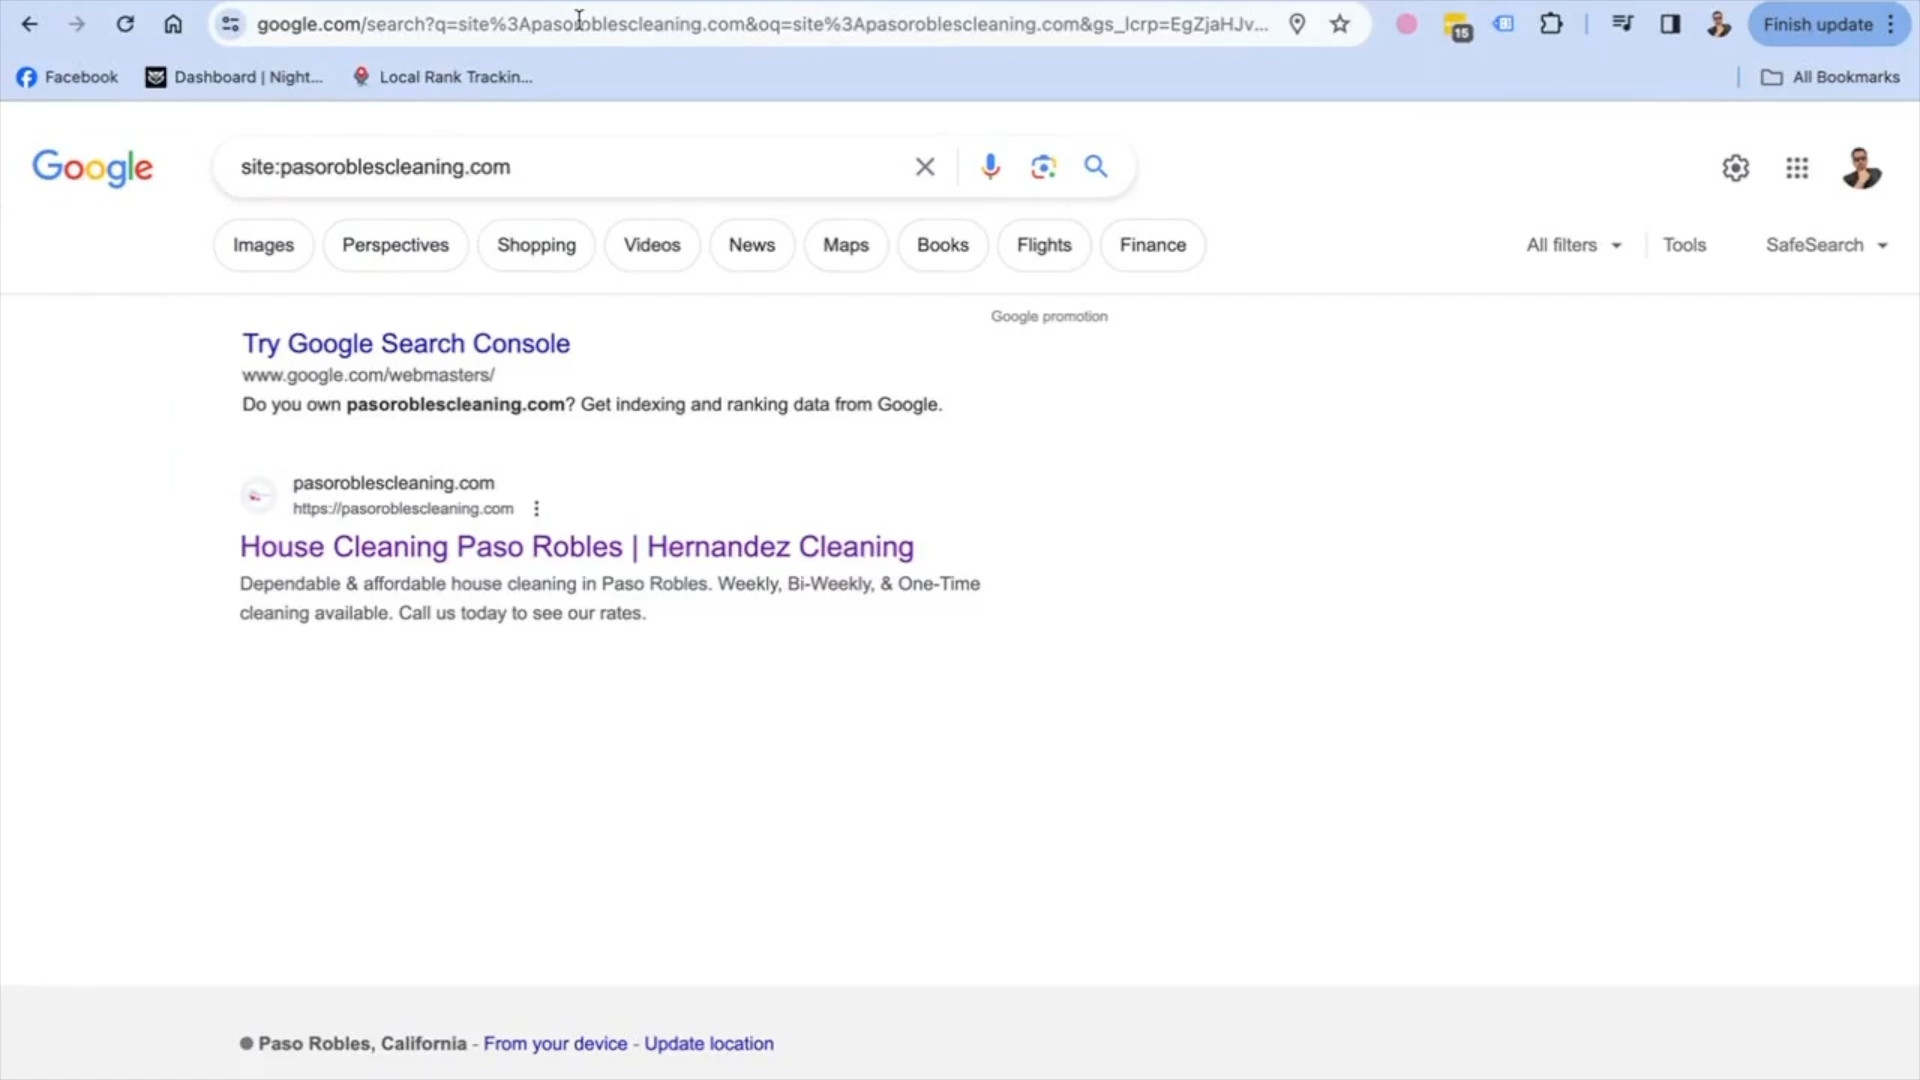 google.com/search?q=site%3Apasoroblescleaning.com&oq=site%3Apasoroblescleaning.com&gs_lcrp=EgZjaHJv...
15
Finish update
Facebook
Dashboard | Night...
Local Rank Trackin...
All Bookmarks
Google
site:pasoroblescleaning.com
Images
Perspectives
Shopping
Videos
News
Maps
Books
Flights
Finance
All filters
Tools
SafeSearch
Google promotion
Try Google Search Console
www.google.com/webmasters/
Do you own pasoroblescleaning.com? Get indexing and ranking data from Google.
pasoroblescleaning.com
https://pasoroblescleaning.com
House Cleaning Paso Robles | Hernandez Cleaning
Dependable & affordable house cleaning in Paso Robles. Weekly, Bi-Weekly, & One-Time
cleaning available. Call us today to see our rates.
Paso Robles, California - From your device - Update location